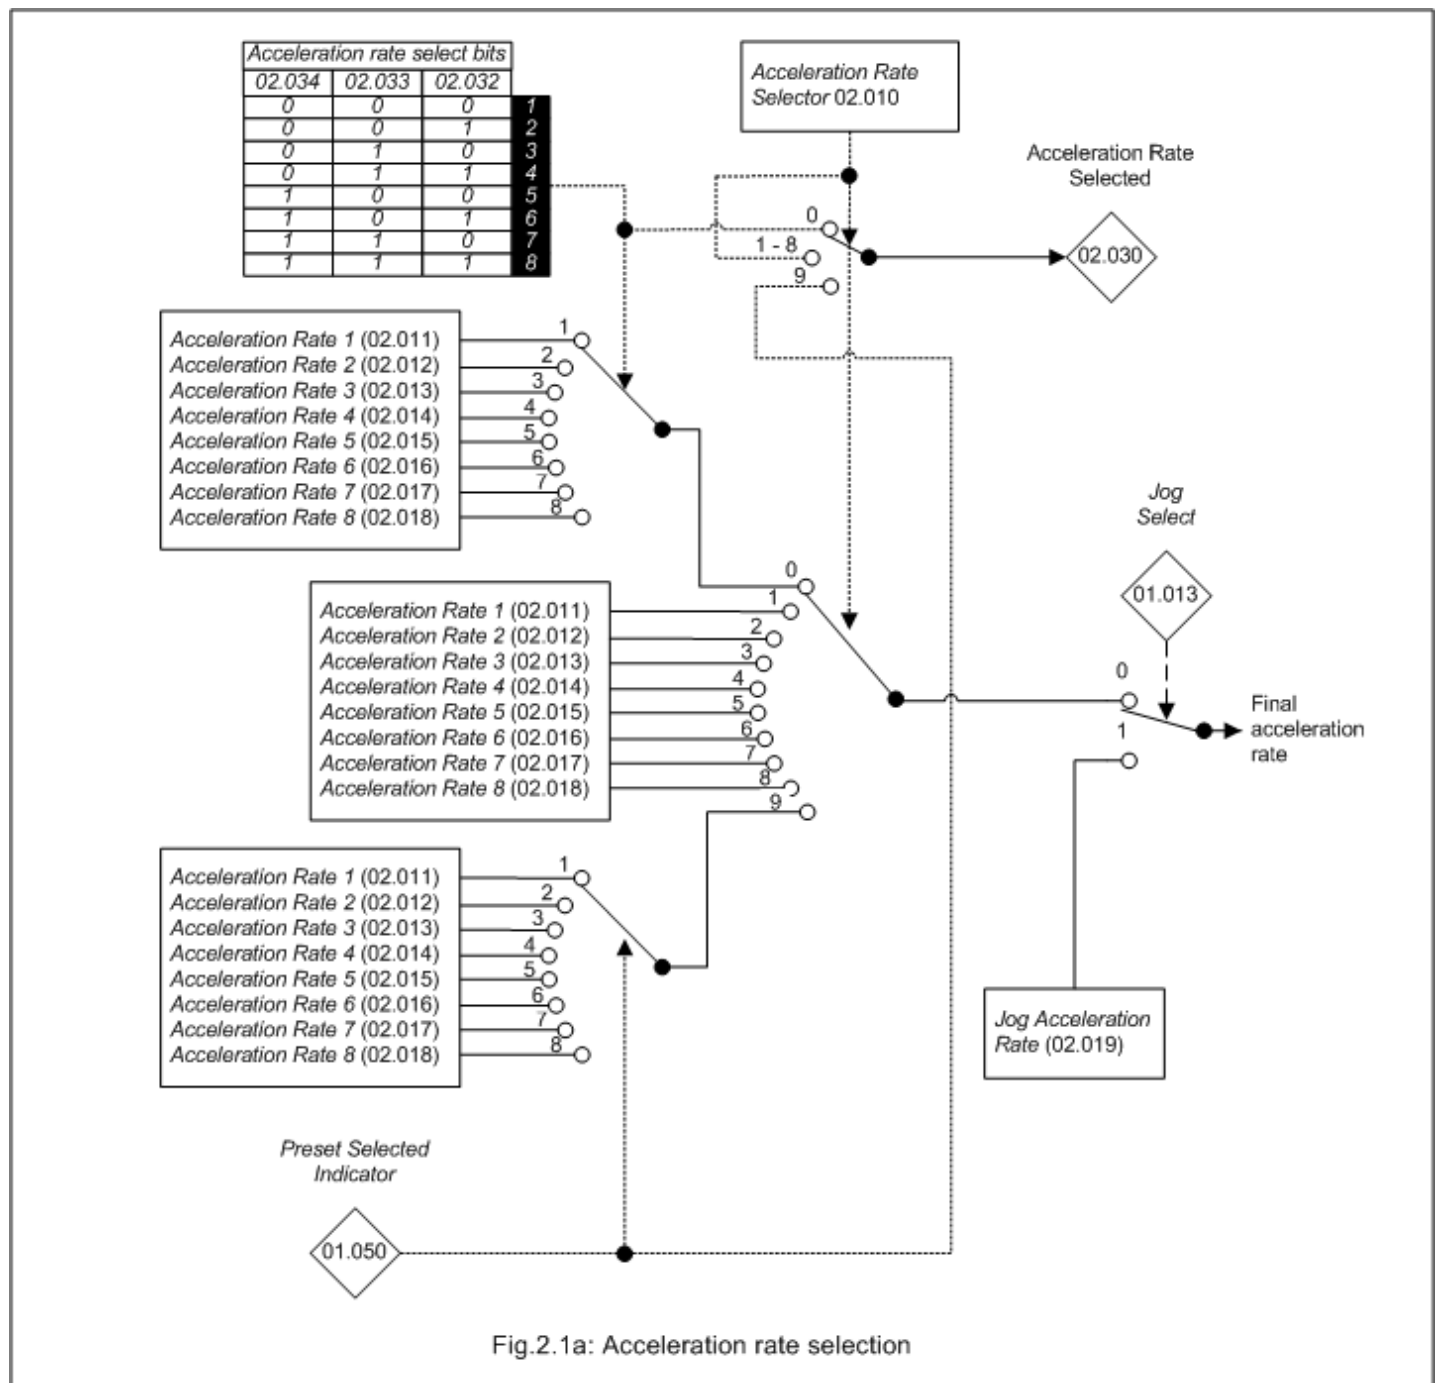 Acceleration rate select bits
02.034 02.033 02.032
0 0 0 1
0 0 1 2
0 1 0 3
0 1 1 4
1 0 0 5
1 0 1 6
1 1 0 7
1 1 1 8
Acceleration Rate
Selector 02.010
Acceleration Rate
Selected
0
1 - 8
9
02.030
Acceleration Rate 1 (02.011)
Acceleration Rate 2 (02.012)
Acceleration Rate 3 (02.013)
Acceleration Rate 4 (02.014)
Acceleration Rate 5 (02.015)
Acceleration Rate 6 (02.016)
Acceleration Rate 7 (02.017)
Acceleration Rate 8 (02.018)
1
2
3
4
5
6
7
8
Acceleration Rate 1 (02.011)
Acceleration Rate 2 (02.012)
Acceleration Rate 3 (02.013)
Acceleration Rate 4 (02.014)
Acceleration Rate 5 (02.015)
Acceleration Rate 6 (02.016)
Acceleration Rate 7 (02.017)
Acceleration Rate 8 (02.018)
0
1
2
3
4
5
6
7
8
9
Jog
Select
01.013
0
1
Final
acceleration
rate
Acceleration Rate 1 (02.011)
Acceleration Rate 2 (02.012)
Acceleration Rate 3 (02.013)
Acceleration Rate 4 (02.014)
Acceleration Rate 5 (02.015)
Acceleration Rate 6 (02.016)
Acceleration Rate 7 (02.017)
Acceleration Rate 8 (02.018)
1
2
3
4
5
6
7
8
Jog Acceleration
Rate (02.019)
Preset Selected
Indicator
01.050
Fig.2.1a: Acceleration rate selection